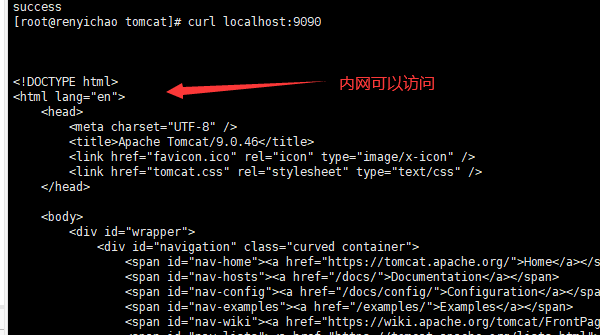 success
[root@renyichao tomcat]# curl localhost:9090
<!DOCTYPE html>
<html lang="en"> 内网可以访问
<head>
<meta charset="UTF-8" />
<title>Apache Tomcat/9.0.46</title>
<link href="favicon.ico" rel="icon" type="image/x-icon" />
<link href="tomcat.css" rel="stylesheet" type="text/css" />
</head>
<body>
<div id="wrapper">
<div id="navigation" class="curved container">
<span id="nav-home"><a href="https://tomcat.apache.org/">Home</a></s
<span id="nav-hosts"><a href="/docs/">Documentation</a></span>
<span id="nav-config"><a href="/docs/config/">Configuration</a></spa
<span id="nav-examples"><a href="/examples/">Examples</a></span>
<span id="nav-wiki"><a href="https://wiki.apache.org/tomcat/FrontPag